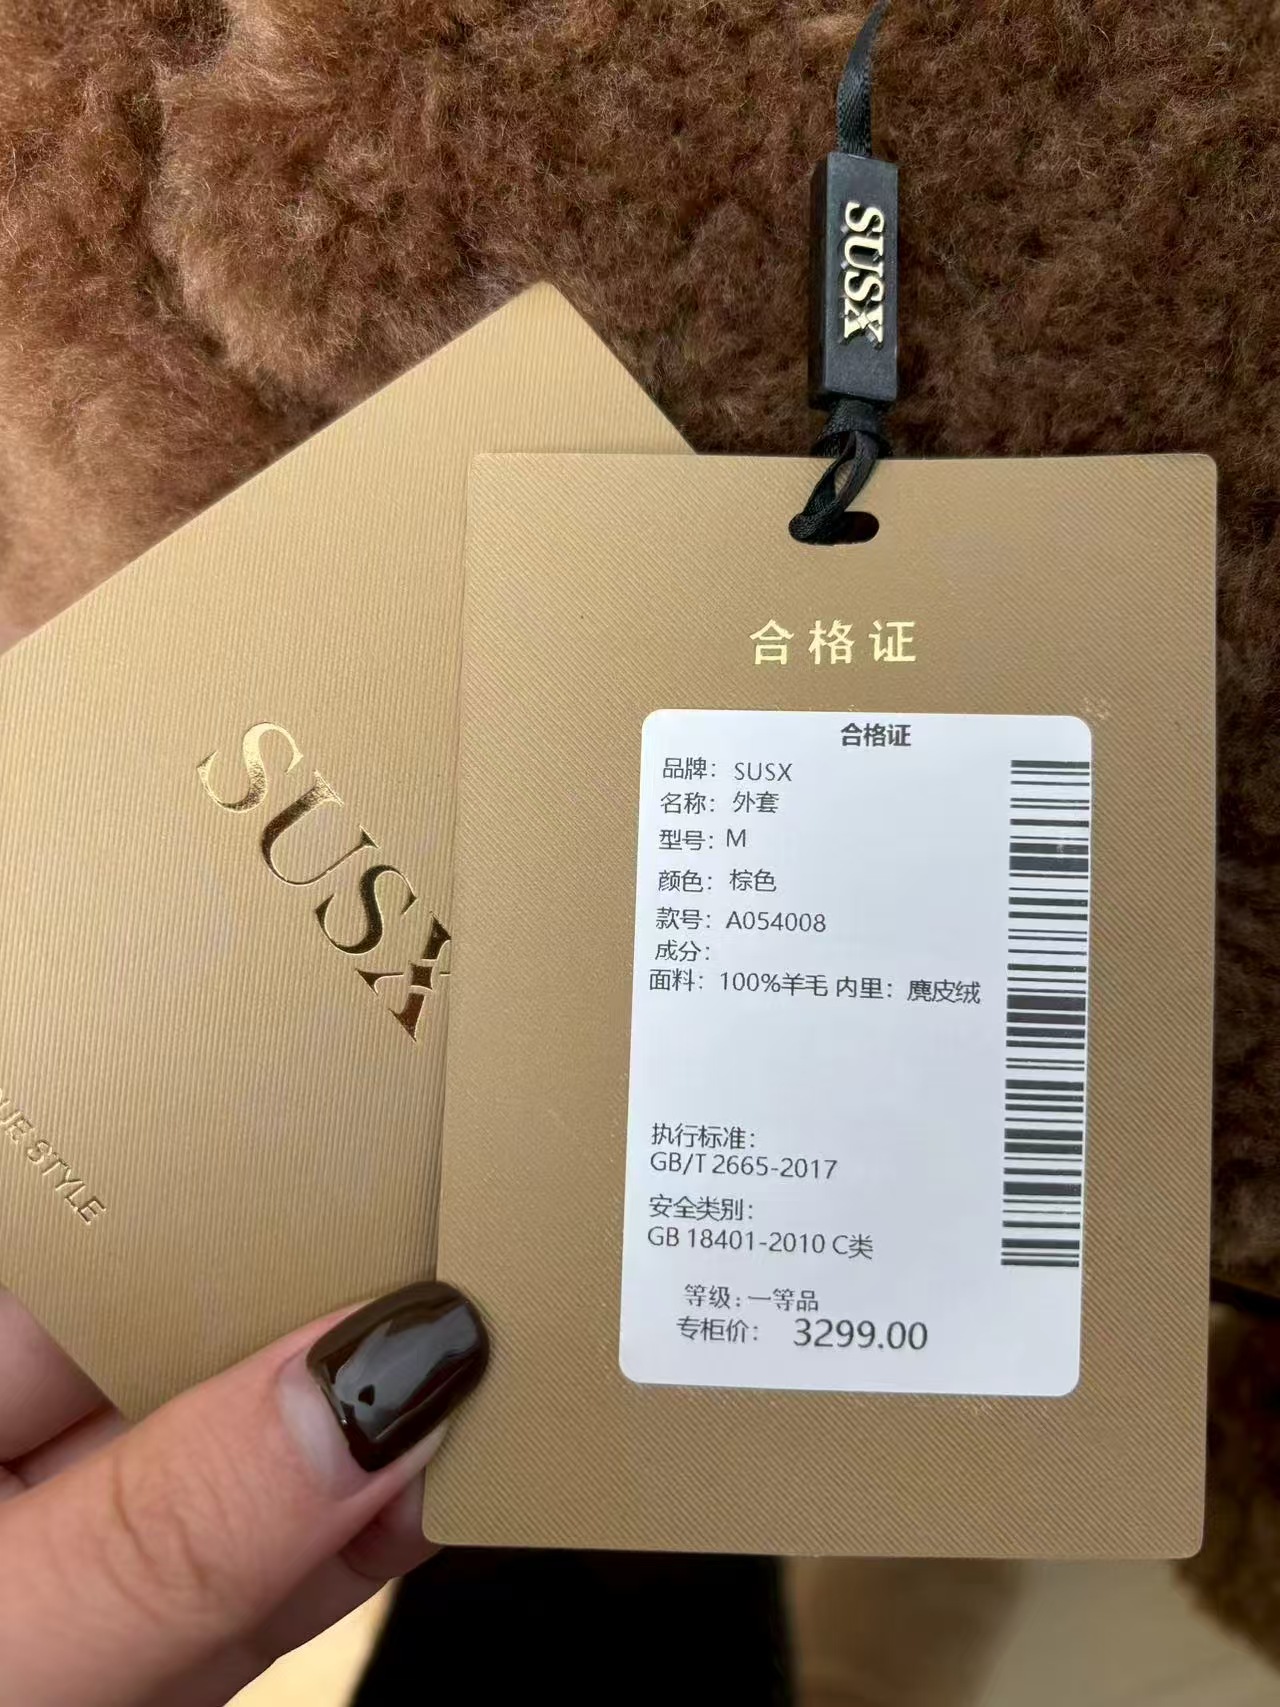 SUSX
SUSX
UE STYLE
合格证
合格证
品牌：SUSX
名称：外套
型号：M
颜色：棕色
款号：A054008
成分：
面料：100%羊毛 内里：麂皮绒
执行标准：
GB/T 2665-2017
安全类别：
GB 18401-2010 C类
等级：一等品
专柜价： 3299.00